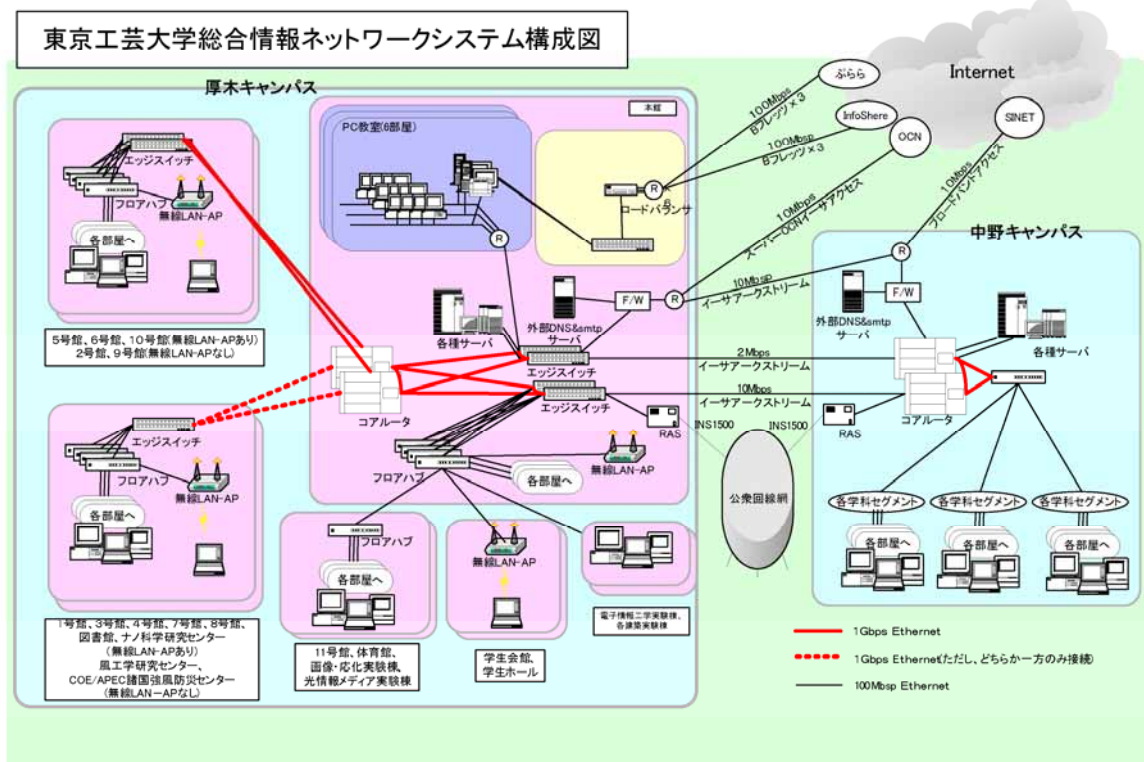 東京工芸大学総合情報ネットワークシステム構成図
厚木キャンパス
エッジスイッチ
フロアハブ
無線LAN-AP
各部屋へ
5号館、6号館、10号館(無線LAN-APあり)
2号館、9号館(無線LAN-APなし)
エッジスイッチ
フロアハブ
無線LAN-AP
各部屋へ
1号館、3号館、4号館、7号館、8号館、
図書館、ナノ科学研究センター
(無線LAN-APあり)
風工学研究センター、
COE/APEC諸国強風防災センター
(無線LAN-APなし)
本館
PC教室(6部屋)
R
R
6
ロードバランサ
各種サーバ
外部DNS&smtp
サーバ
F/W
R
エッジスイッチ
エッジスイッチ
コアルータ
RAS
フロアハブ
無線LAN-AP
各部屋へ
フロアハブ
各部屋へ
11号館、体育館、
画像・応化実験棟、
光情報メディア実験棟
無線LAN-AP
学生会館、
学生ホール
電子情報工学実験棟、
各建築実験棟
Internet
ぷらら
InfoShere
OCN
SINET
100Mbps
Bフレッツ×3
100Mbsp
Bフレッツ×3
10Mbps
スーパーOCNイーサアクセス
10Mbps
ブロードバンドアクセス
10Mbsp
イーサアークストリーム
2Mbps
イーサアークストリーム
10Mbps
イーサアークストリーム
INS1500
INS1500
公衆回線網
中野キャンパス
R
F/W
外部DNS&smtp
サーバ
各種サーバ
コアルータ
RAS
各学科セグメント
各学科セグメント
各学科セグメント
各部屋へ
各部屋へ
各部屋へ
1Gbps Ethernet
1Gbps Ethernet(ただし、どちらか一方のみ接続)
100Mbsp Ethernet